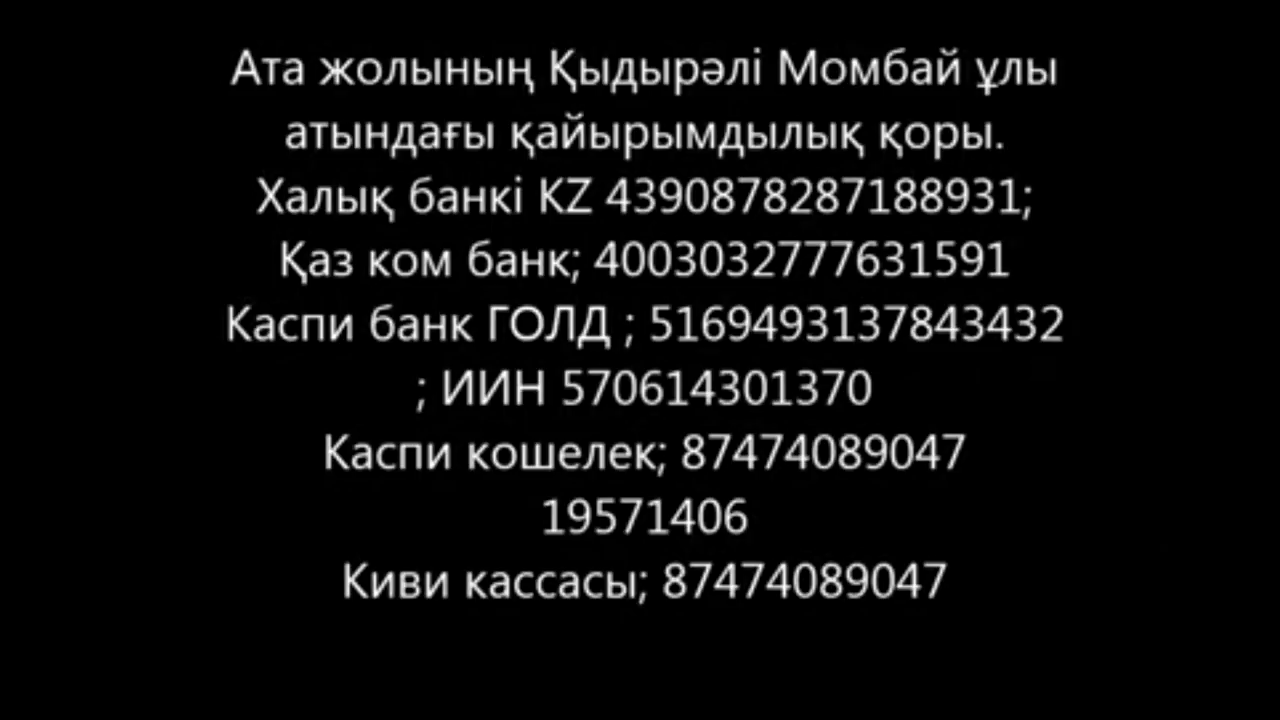 Ата жолының Қыдырәлі Момбай ұлы
атындағы қайырымдылық қоры.
Халық банкі KZ 4390878287188931;
Қаз ком банк; 4003032777631591
Каспи банк ГОЛД ; 5169493137843432
; ИИН 570614301370
Каспи кошелек; 87474089047
19571406
Киви кассасы; 87474089047